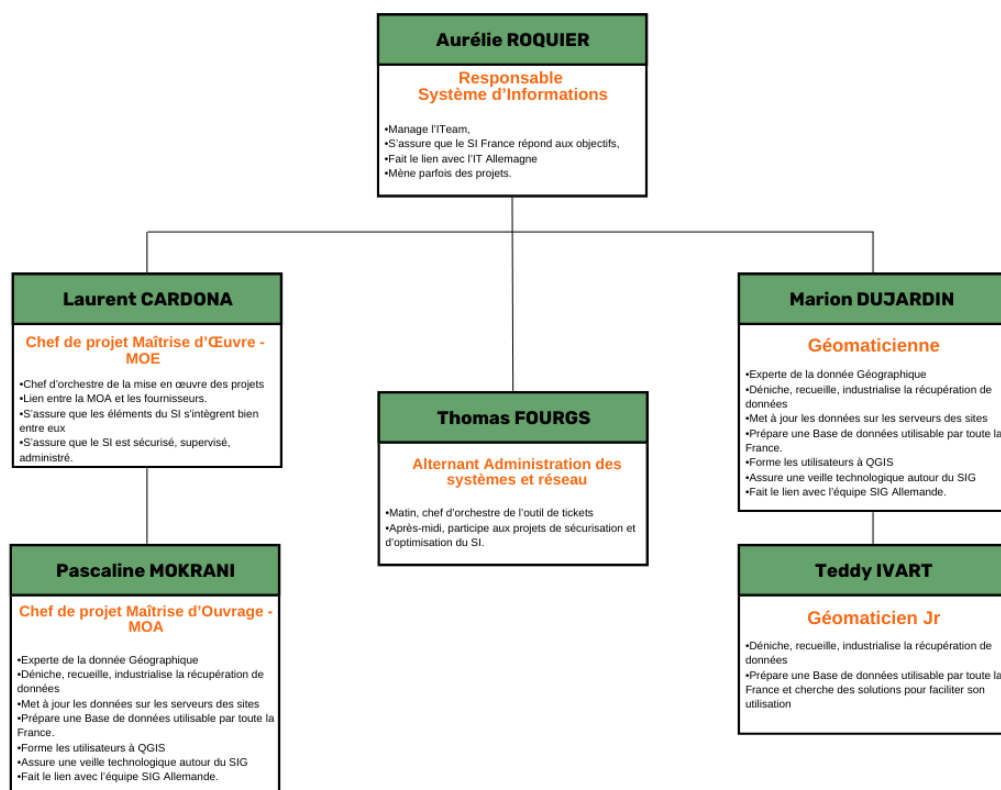 Aurélie ROQUIER
Responsable
Système d'Informations
•Manage l'ITeam,
•S'assure que le SI France répond aux objectifs,
•Fait le lien avec l'IT Allemagne
•Mène parfois des projets.
Laurent CARDONA
Chef de projet Maîtrise d'Œuvre -
MOE
•Chef d'orchestre de la mise en œuvre des projets
•Lien entre la MOA et les fournisseurs.
•S'assure que les éléments du SI s'intègrent bien
entre eux
•S'assure que le SI est sécurisé, supervisé,
administré.
Thomas FOURGS
Alternant Administration des
systèmes et réseau
•Matin, chef d'orchestre de l'outil de tickets
•Après-midi, participe aux projets de sécurisation et
d'optimisation du SI.
Marion DUJARDIN
Géomaticienne
•Experte de la donnée Géographique
•Déniche, recueille, industrialise la récupération de
données
•Met à jour les données sur les serveurs des sites
•Prépare une Base de données utilisable par toute la
France.
•Forme les utilisateurs à QGIS
•Assure une veille technologique autour du SIG
•Fait le lien avec l'équipe SIG Allemande.
Pascaline MOKRANI
Chef de projet Maîtrise d'Ouvrage -
MOA
•Experte de la donnée Géographique
•Déniche, recueille, industrialise la récupération de
données
•Met à jour les données sur les serveurs des sites
•Prépare une Base de données utilisable par toute la
France.
•Forme les utilisateurs à QGIS
•Assure une veille technologique autour du SIG
•Fait le lien avec l'équipe SIG Allemande.
Teddy IVART
Géomaticien Jr
•Déniche, recueille, industrialise la récupération de
données
•Prépare une Base de données utilisable par toute la
France et cherche des solutions pour faciliter son
utilisation